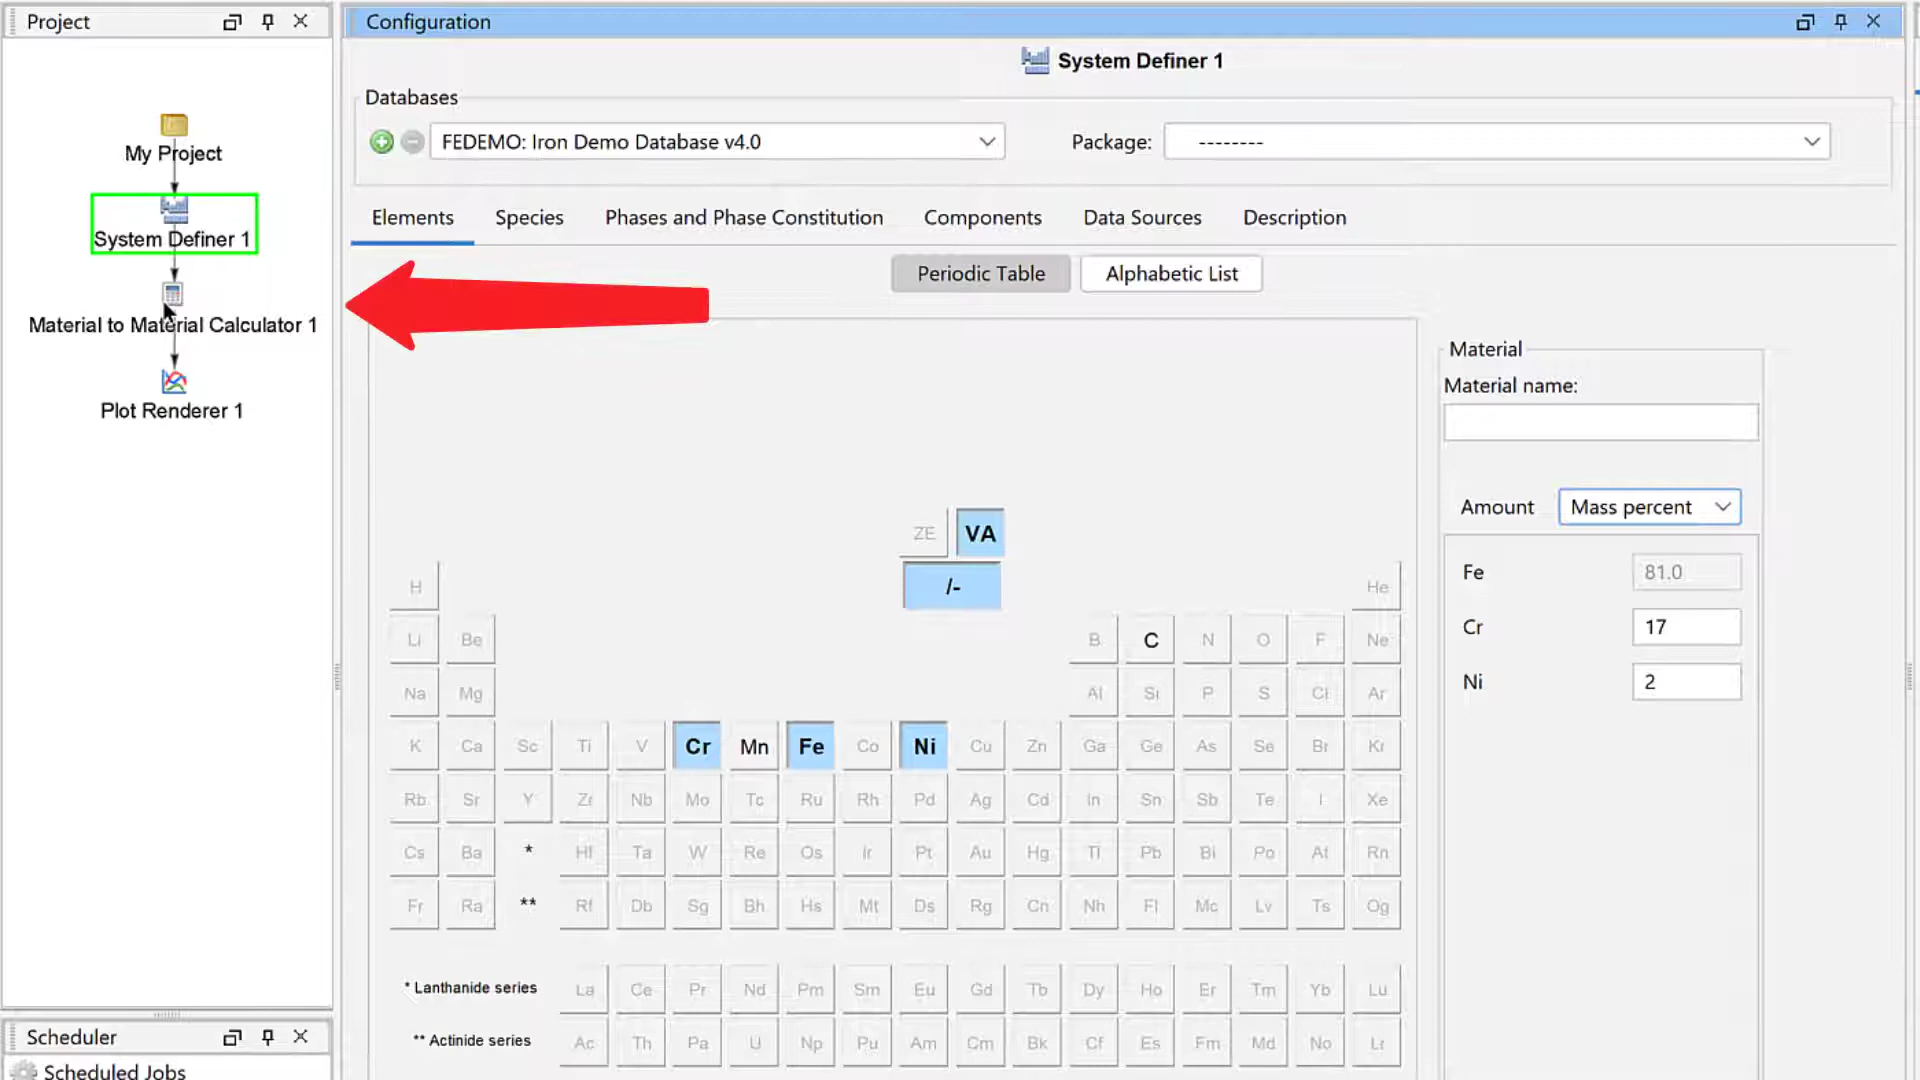 Project
Configuration
System Definer 1
Databases
FEDEMO: Iron Demo Database v4.0
Package:
--------
My Project
System Definer 1
Material to Material Calculator 1
Plot Renderer 1
Elements
Species
Phases and Phase Constitution
Components
Data Sources
Description
Periodic Table
Alphabetic List
ZE VA
/-
H He
Li Be B C N O F Ne
Na Mg Al Si P S Cl Ar
K Ca Sc Ti V Cr Mn Fe Co Ni Cu Zn Ga Ge As Se Br Kr
Rb Sr Y Zr Nb Mo Tc Ru Rh Pd Ag Cd In Sn Sb Te I Xe
Cs Ba * Hf Ta W Re Os Ir Pt Au Hg Tl Pb Bi Po At Rn
Fr Ra ** Rf Db Sg Bh Hs Mt Ds Rg Cn Nh Fl Mc Lv Ts Og
* Lanthanide series La Ce Pr Nd Pm Sm Eu Gd Tb Dy Ho Er Tm Yb Lu
** Actinide series Ac Th Pa U Np Pu Am Cm Bk Cf Es Fm Md No Lr
Material
Material name:
Amount Mass percent
Fe 81.0
Cr 17
Ni 2
Scheduler
Scheduled Jobs